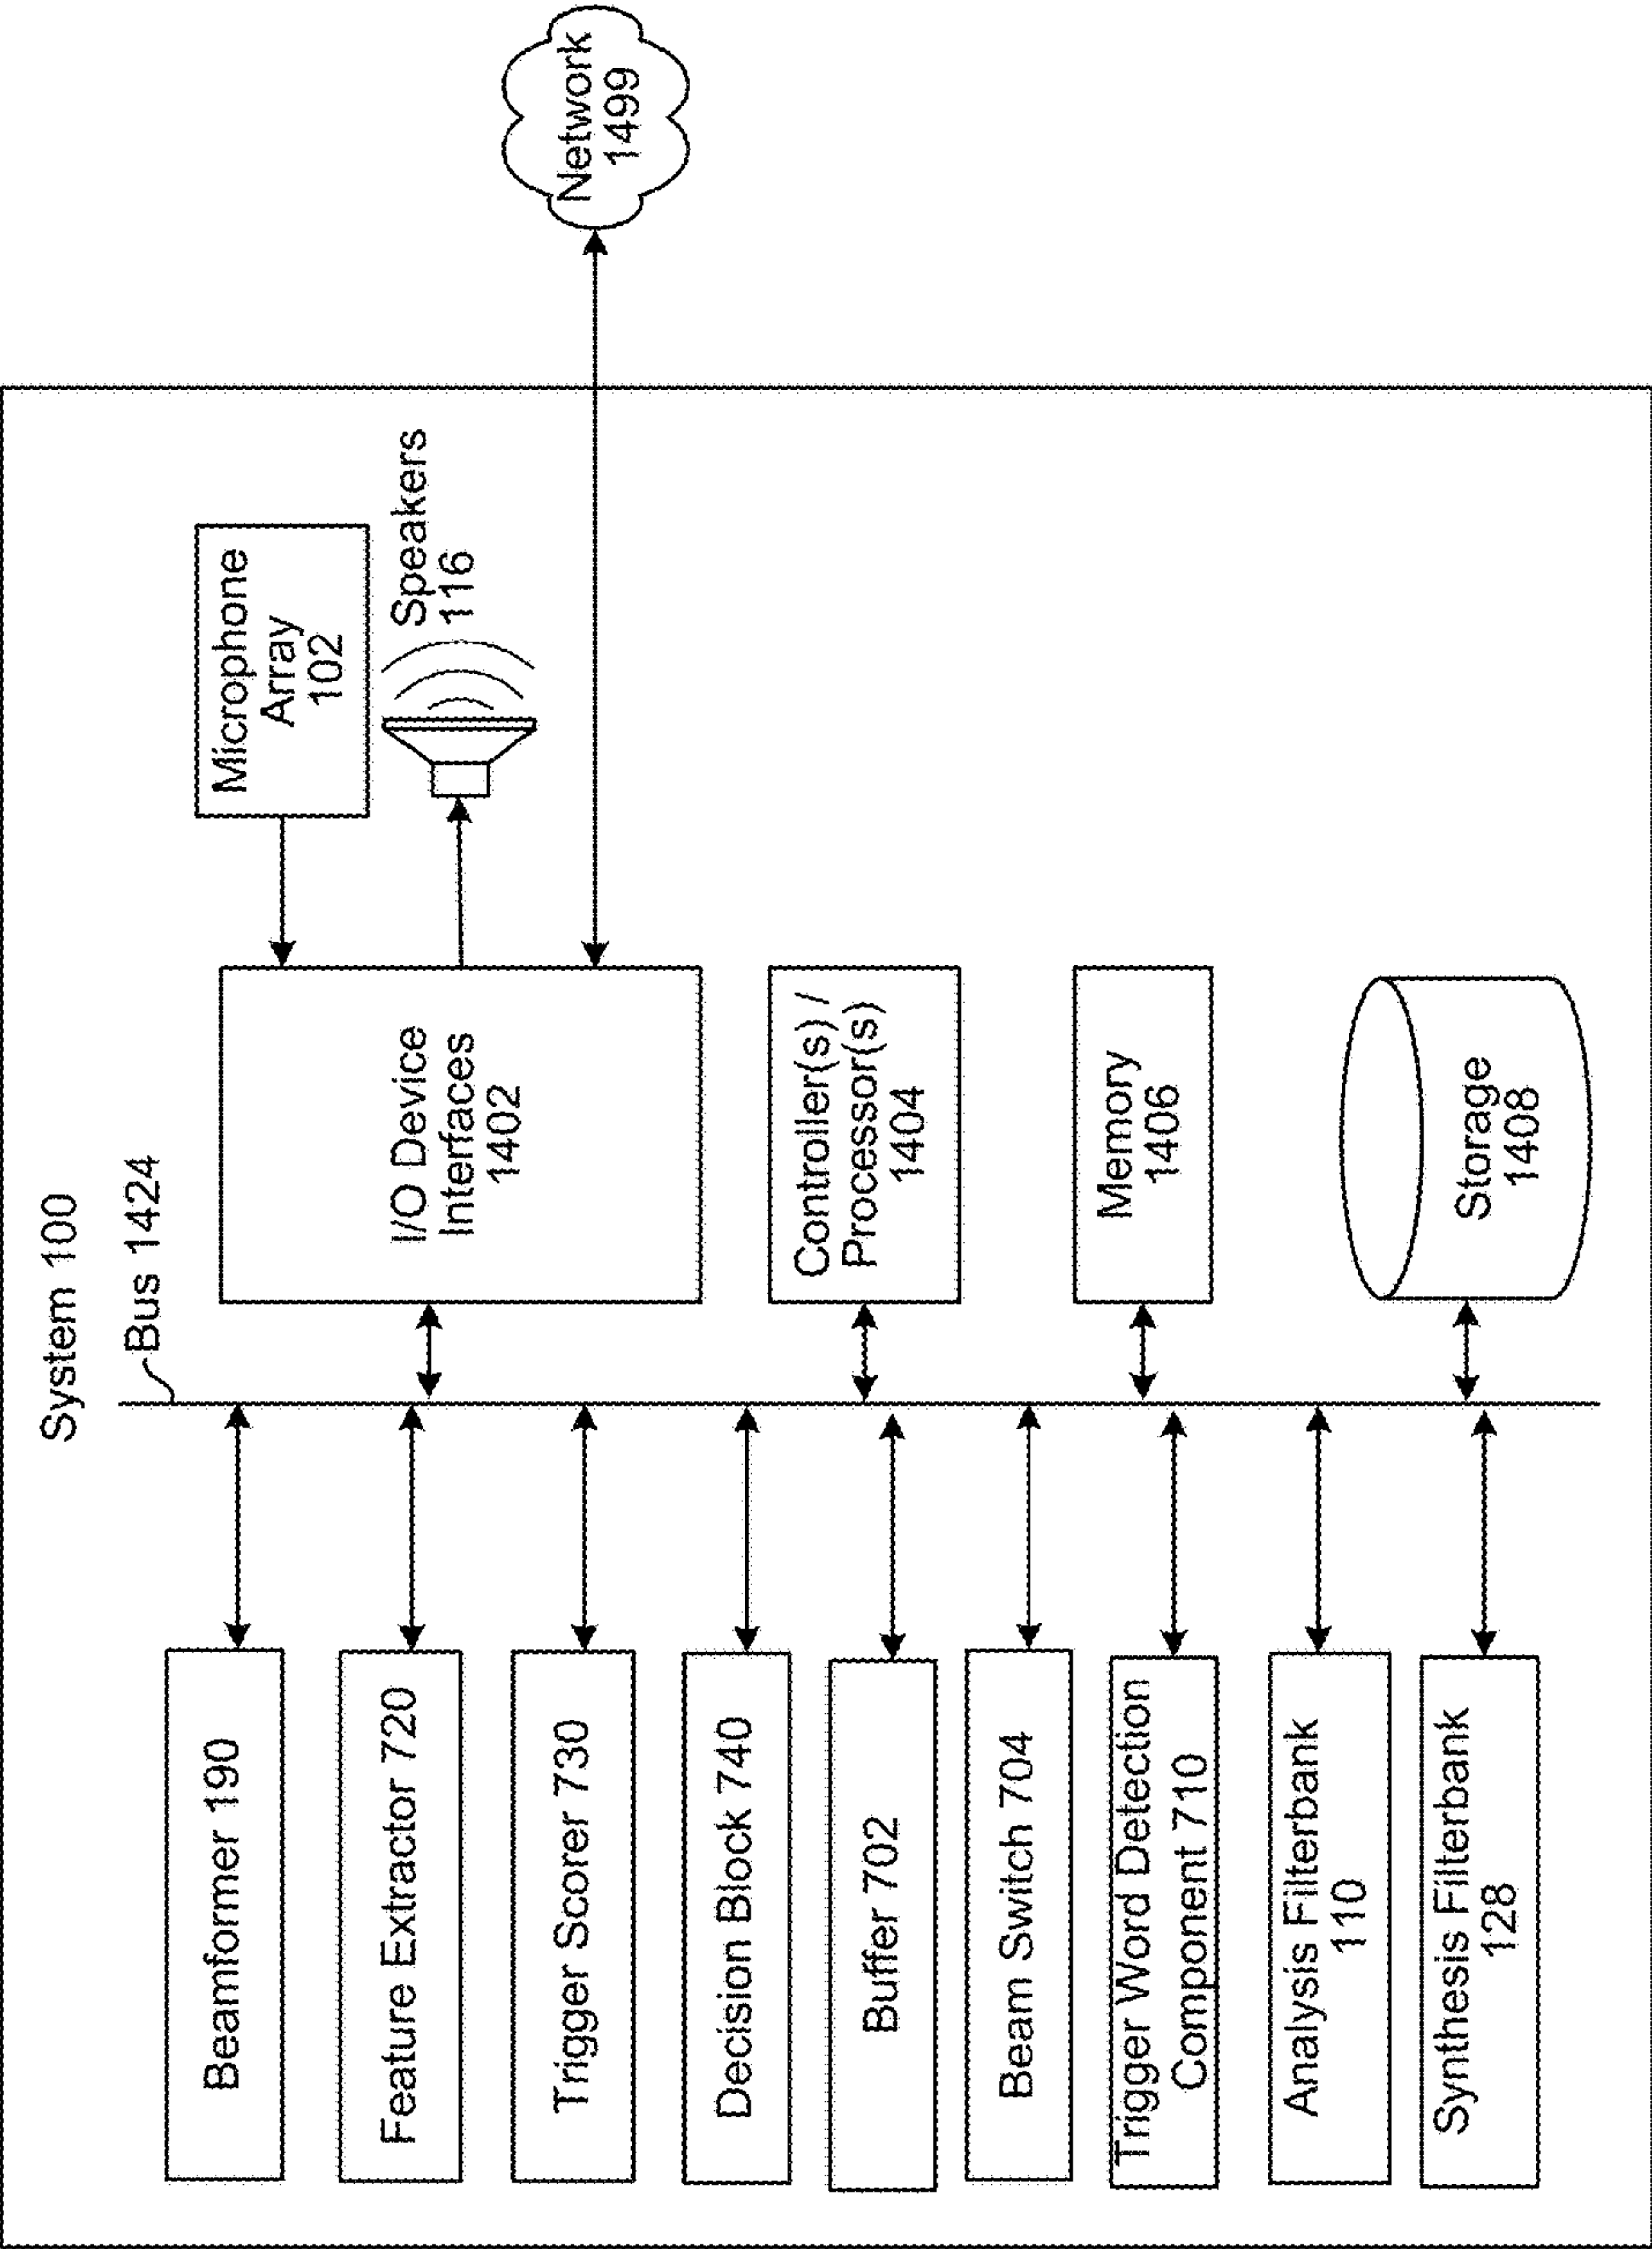 System 100
Bus 1424
Beamformer 190
Feature Extractor 720
Trigger Scorer 730
Decision Block 740
Buffer 702
Beam Switch 704
Trigger Word Detection
Component 710
Analysis Filterbank
110
Synthesis Filterbank
128
I/O Device
Interfaces
1402
Controller(s) /
Processor(s)
1404
Memory
1406
Storage
1408
Microphone
Array
102
Speakers
116
Network
1499